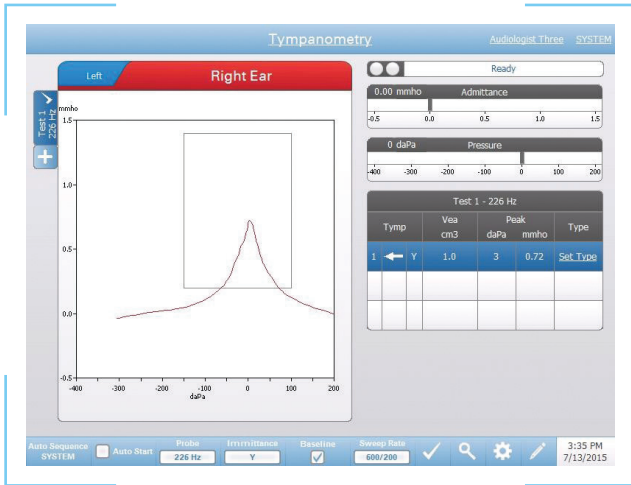 Tympanometry
Audiologist Three SYSTEM
Left Right Ear
Test 1
226 Hz
mmho
1.5
1.0
0.5
0.0
-0.5
-400 -300 -200 -100 0 100 200
daPa
Ready
0.00 mmho Admittance
-0.5 0.0 0.5 1.0 1.5
0 daPa Pressure
-400 -300 -200 -100 0 100 200
Test 1 - 226 Hz
Tymp Vea Peak Type
cm3 daPa mmho
1 Y 1.0 3 0.72 Set Type
Auto Sequence
SYSTEM
Auto Start
Probe
226 Hz
Immittance
Y
Baseline
Sweep Rate
600/200
3:35 PM
7/13/2015